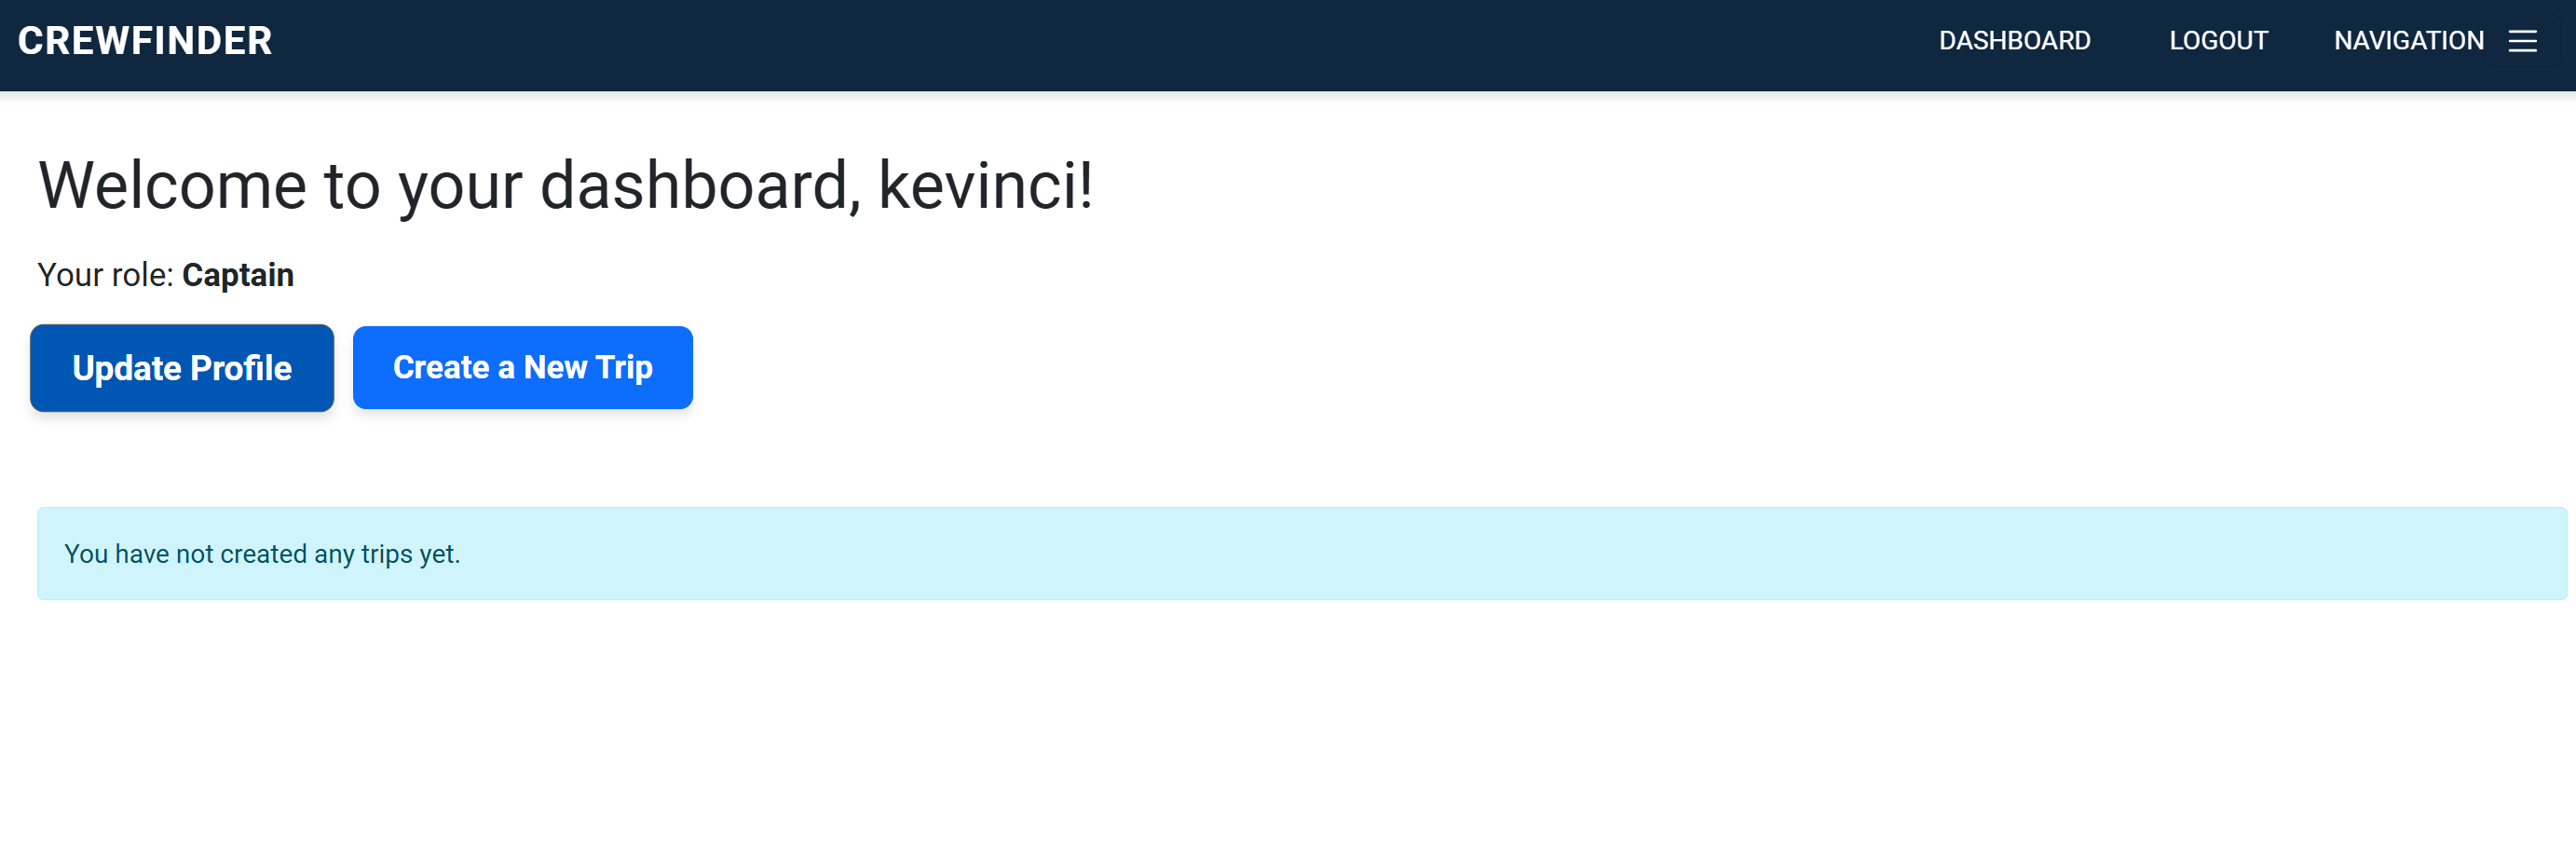 CREWFINDER DASHBOARD LOGOUT NAVIGATION
Welcome to your dashboard, kevinci!
Your role: Captain
Update Profile Create a New Trip
You have not created any trips yet.